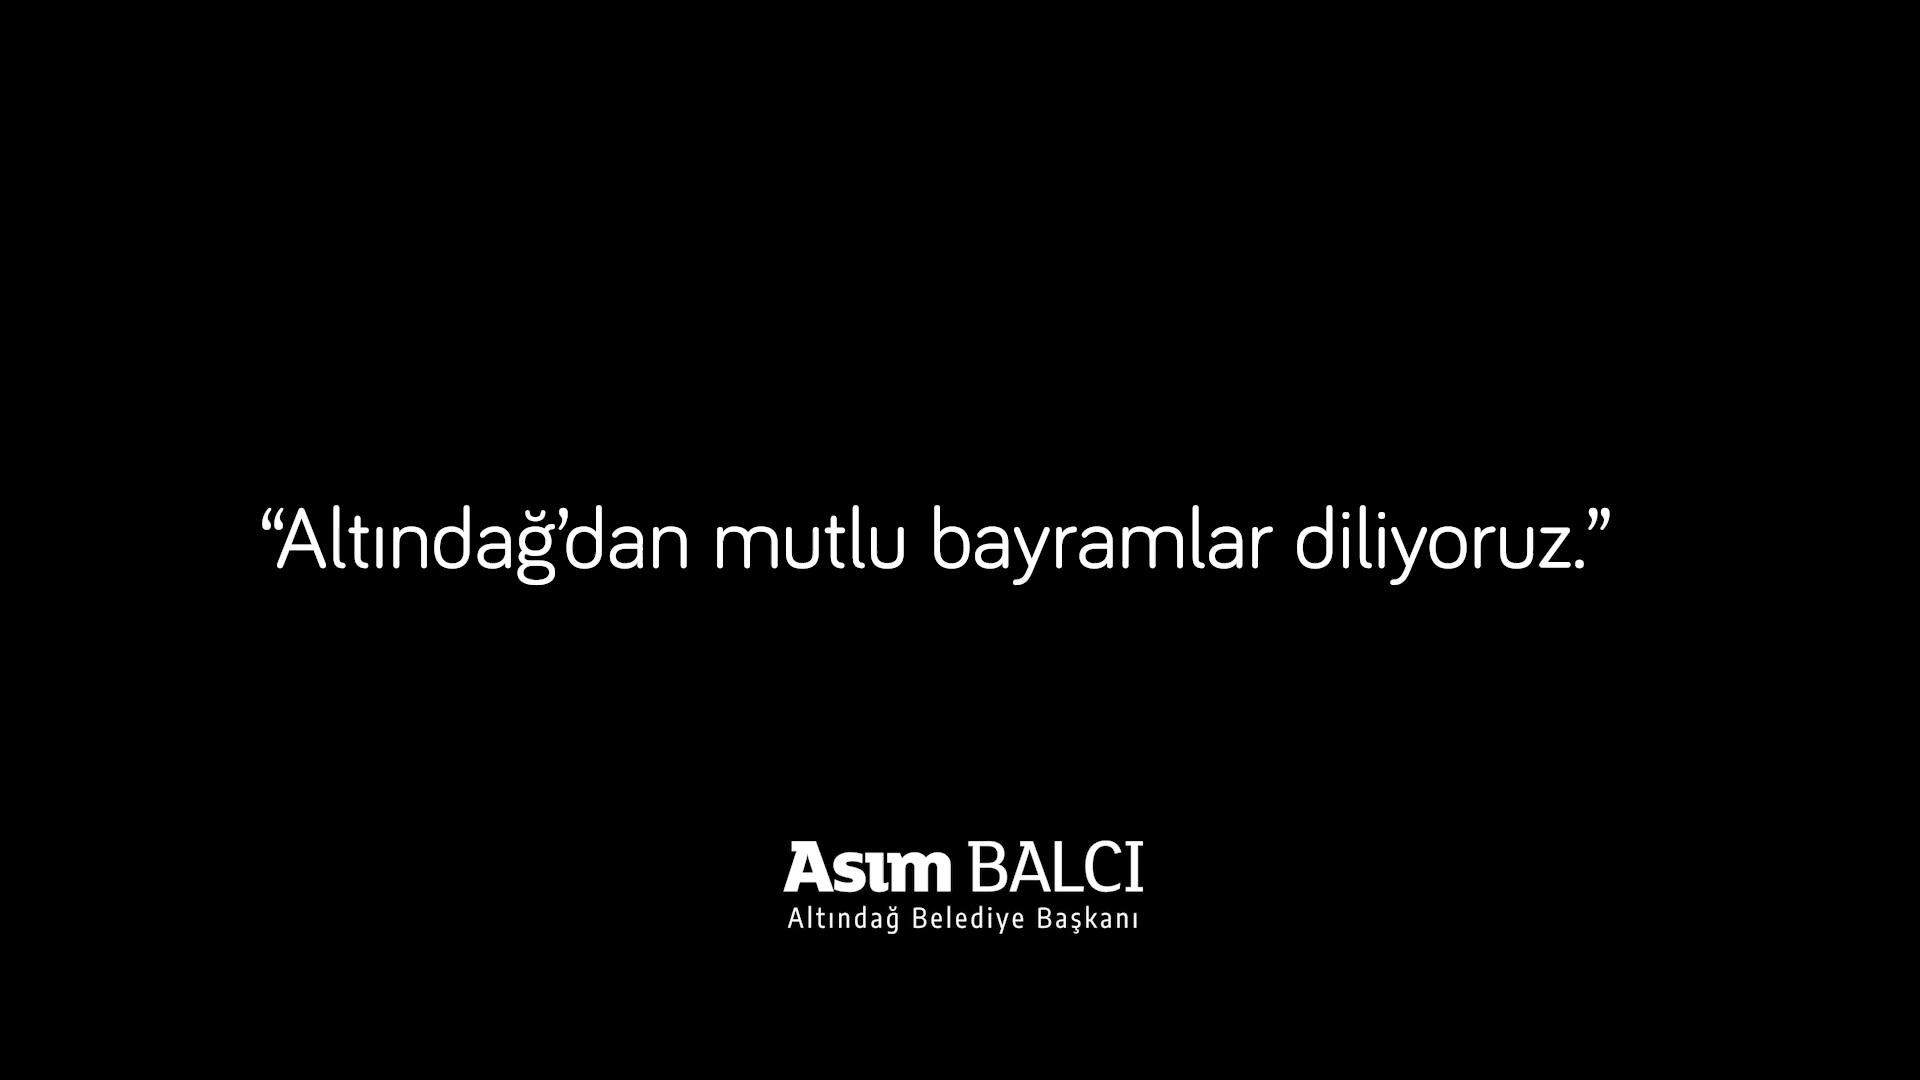 “Altındağ’dan mutlu bayramlar diliyoruz.”
Asım BALCI
Altındağ Belediye Başkanı